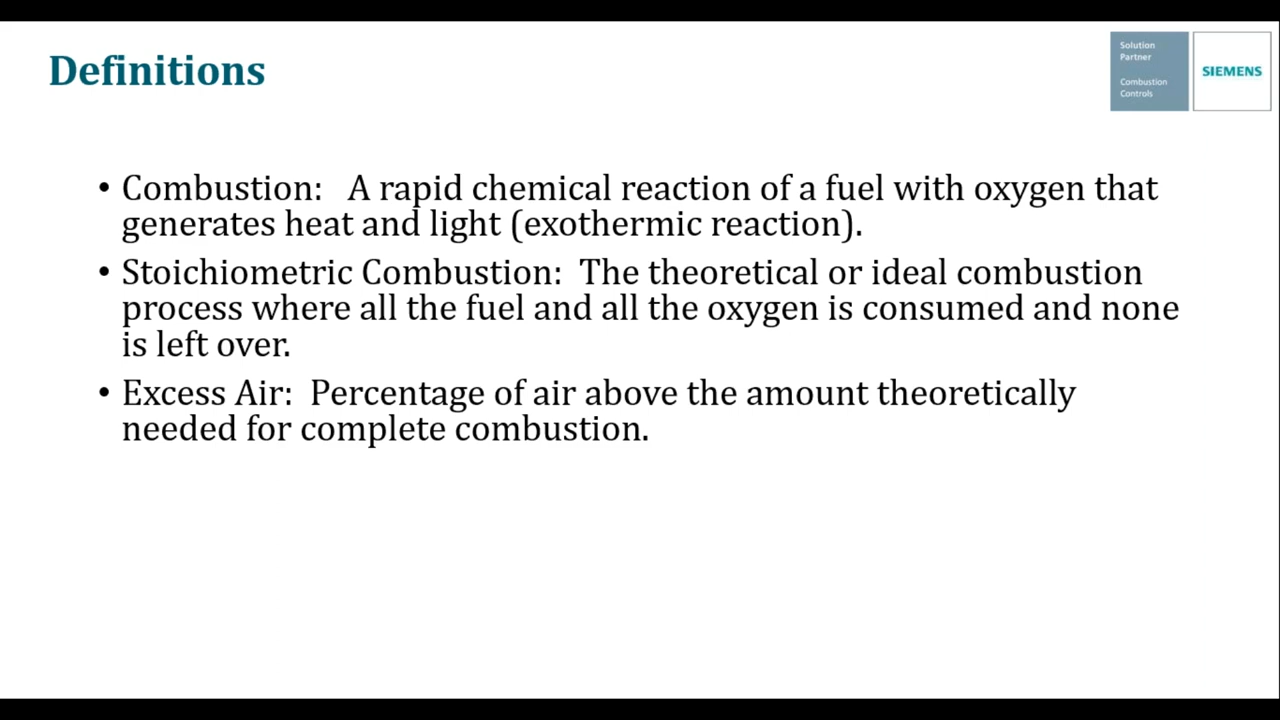 Definitions
Solution
Partner
Combustion
Controls
SIEMENS
• Combustion:   A rapid chemical reaction of a fuel with oxygen that
generates heat and light (exothermic reaction).
• Stoichiometric Combustion:  The theoretical or ideal combustion
process where all the fuel and all the oxygen is consumed and none
is left over.
• Excess Air:  Percentage of air above the amount theoretically
needed for complete combustion.